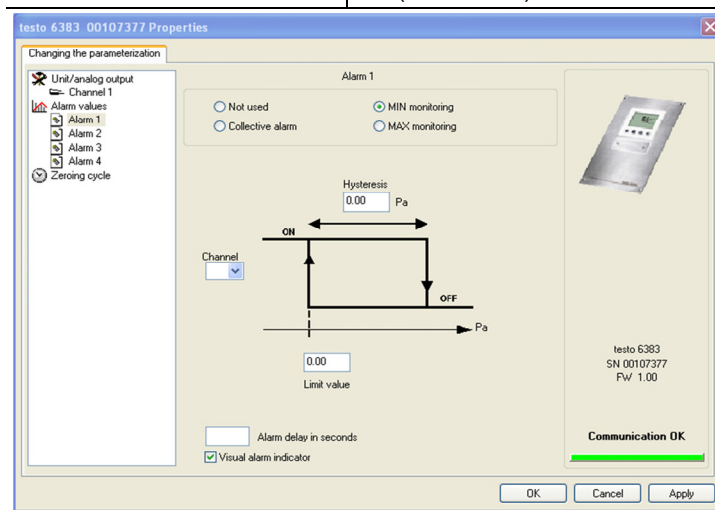 testo 6383 00107377 Properties
Changing the parameterization
Unit/analog output
Channel 1
Alarm values
Alarm 1
Alarm 2
Alarm 3
Alarm 4
Zeroing cycle
Alarm 1
Not used
MIN monitoring
Collective alarm
MAX monitoring
Hysteresis
0.00 Pa
ON
Channel
OFF
Pa
0.00
Limit value
Alarm delay in seconds
Visual alarm indicator
testo 6383
SN 00107377
FW 1.00
Communication OK
OK Cancel Apply